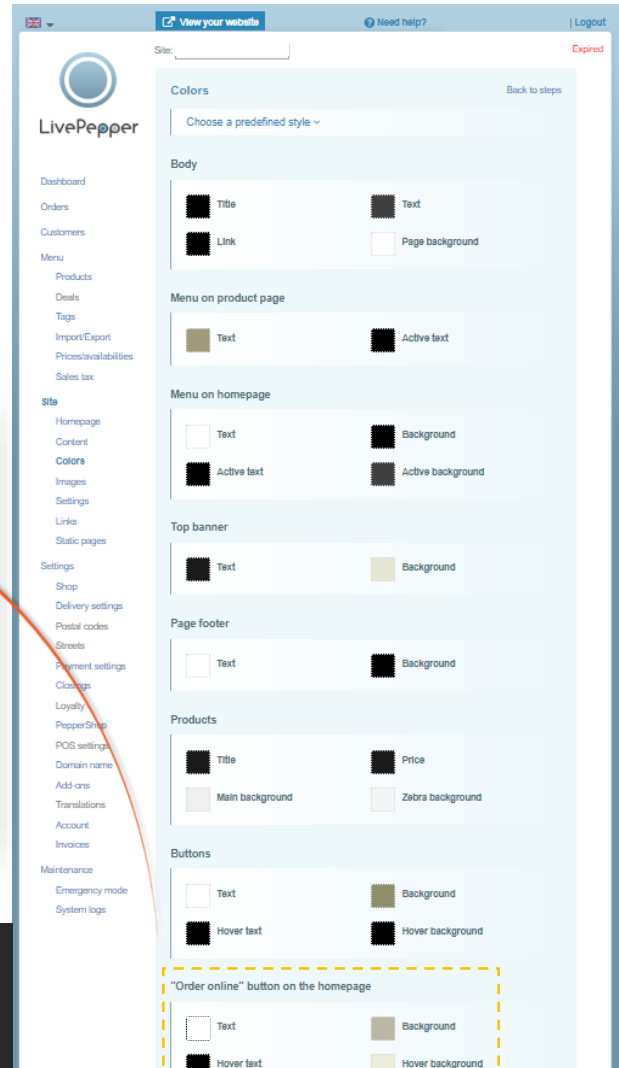 View your website
Need help?
| Logout
Site:
Expired
LivePepper
Dashboard
Orders
Customers
Menu
Products
Deals
Tags
Import/Export
Prices/availabilities
Sales tax
Site
Homepage
Content
Colors
Images
Settings
Links
Static pages
Settings
Shop
Delivery settings
Postal codes
Streets
Payment settings
Closings
Loyalty
PepperShop
POS settings
Domain name
Add-ons
Translations
Account
Invoices
Maintenance
Emergency mode
System logs
Colors
Back to steps
Choose a predefined style
Body
Title Text
Link Page background
Menu on product page
Text Active text
Menu on homepage
Text Background
Active text Active background
Top banner
Text Background
Page footer
Text Background
Products
Title Price
Main background Zebra background
Buttons
Text Background
Hover text Hover background
"Order online" button on the homepage
Text Background
Hover text Hover background